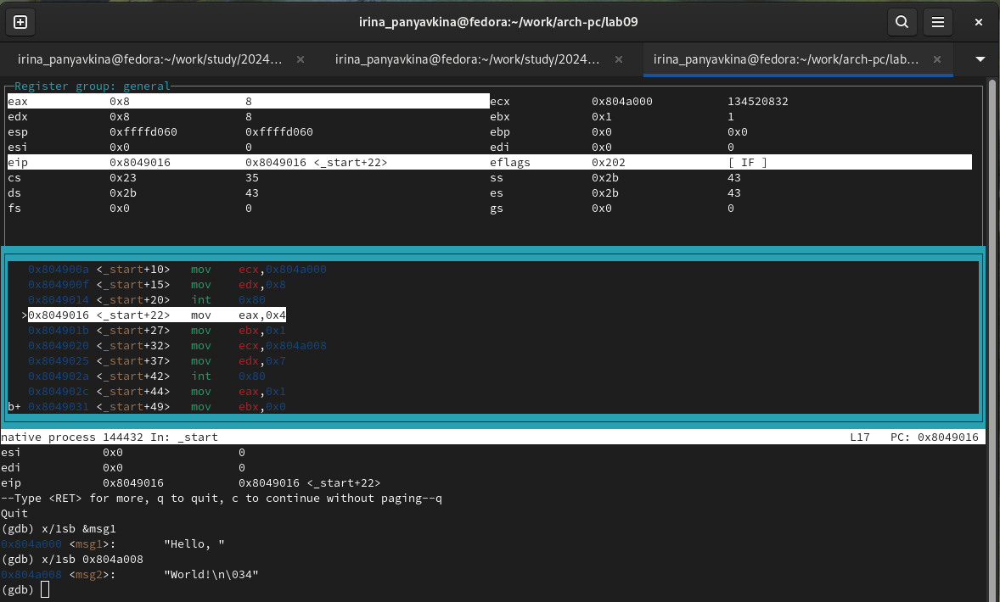 irina_panyavkina@fedora:~/work/arch-pc/lab09
irina_panyavkina@fedora:~/work/study/2024... × irina_panyavkina@fedora:~/work/study/2024... × irina_panyavkina@fedora:~/work/arch-pc/lab... ×
Register group: general
eax 0x8 8 ecx 0x804a000 134520832
edx 0x8 8 ebx 0x1 1
esp 0xffffd060 0xffffd060 ebp 0x0 0x0
esi 0x0 0 edi 0x0 0
eip 0x8049016 0x8049016 <_start+22> eflags 0x202 [ IF ]
cs 0x23 35 ss 0x2b 43
ds 0x2b 43 es 0x2b 43
fs 0x0 0 gs 0x0 0
0x804900a <_start+10> mov ecx,0x804a000
0x804900f <_start+15> mov edx,0x8
0x8049014 <_start+20> int 0x80
>0x8049016 <_start+22> mov eax,0x4
0x804901b <_start+27> mov ebx,0x1
0x8049020 <_start+32> mov ecx,0x804a008
0x8049025 <_start+37> mov edx,0x7
0x804902a <_start+42> int 0x80
0x804902c <_start+44> mov eax,0x1
b+ 0x8049031 <_start+49> mov ebx,0x0
native process 144432 In: _start L17 PC: 0x8049016
esi 0x0 0
edi 0x0 0
eip 0x8049016 0x8049016 <_start+22>
--Type <RET> for more, q to quit, c to continue without paging--q
Quit
(gdb) x/1sb &msg1
0x804a000 <msg1>: "Hello, "
(gdb) x/1sb 0x804a008
0x804a008 <msg2>: "World!\n\034"
(gdb)